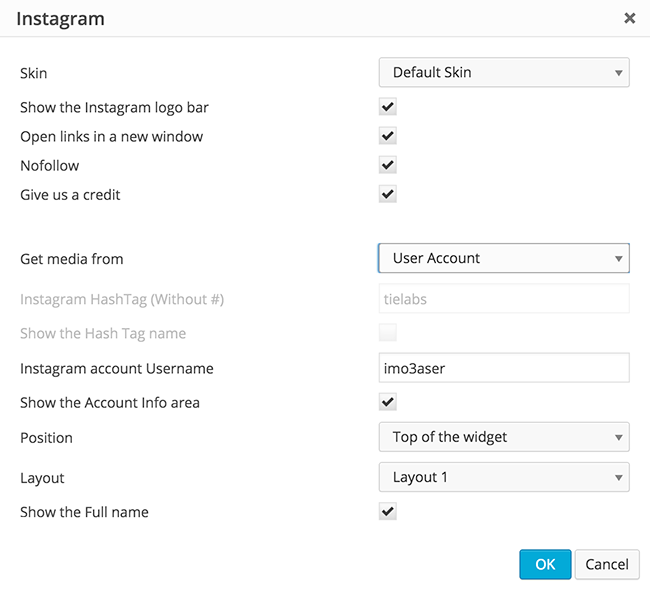 Instagram
Skin Default Skin
Show the Instagram logo bar
Open links in a new window
Nofollow
Give us a credit
Get media from User Account
Instagram HashTag (Without #) tielabs
Show the Hash Tag name
Instagram account Username imo3aser
Show the Account Info area
Position Top of the widget
Layout Layout 1
Show the Full name
OK Cancel